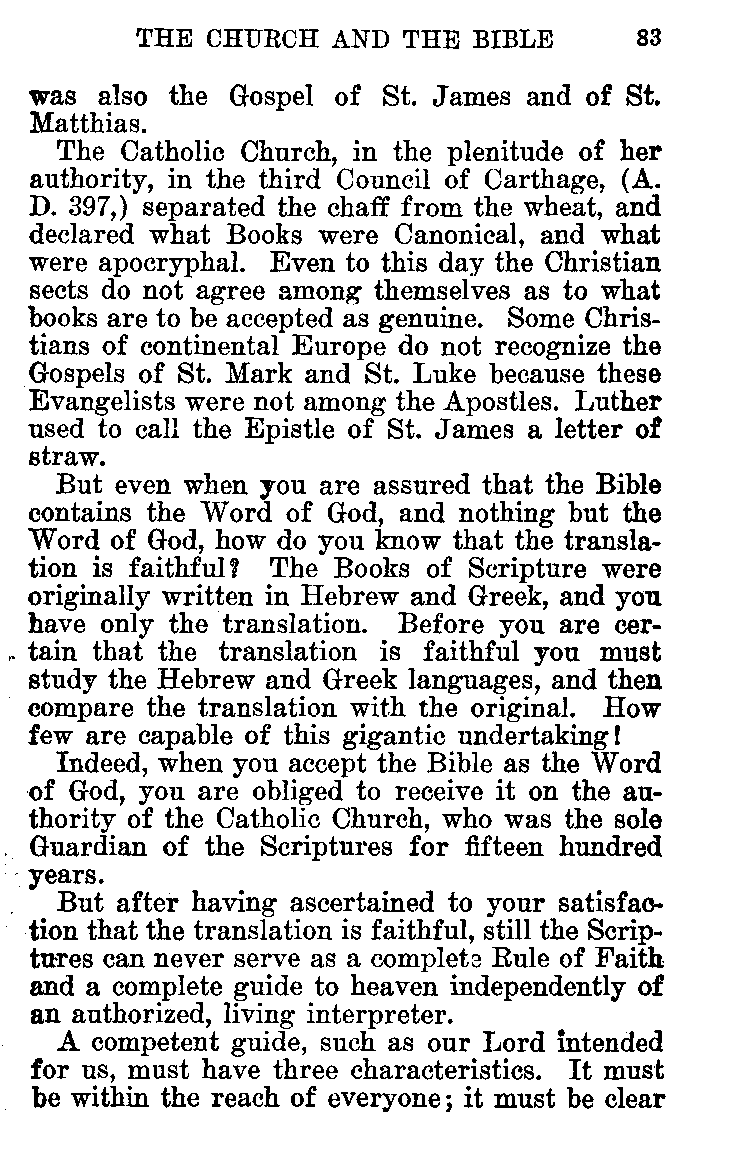 THE CHURCH AND THE BIBLE 83
was also the Gospel of St. James and of St.
Matthias.
The Catholic Church, in the plenitude of her
authority, in the third Council of Carthage, (A.
D. 397,) separated the chaff from the wheat, and
declared what Books were Canonical, and what
were apocryphal. Even to this day the Christian
sects do not agree among themselves as to what
books are to be accepted as genuine. Some Chris-
tians of continental Europe do not recognize the
Gospels of St. Mark and St. Luke because these
Evangelists were not among the Apostles. Luther
used to call the Epistle of St. James a letter of
straw.
But even when you are assured that the Bible
contains the Word of God, and nothing but the
Word of God, how do you know that the transla-
tion is faithful? The Books of Scripture were
originally written in Hebrew and Greek, and you
have only the translation. Before you are cer-
tain that the translation is faithful you must
study the Hebrew and Greek languages, and then
compare the translation with the original. How
few are capable of this gigantic undertaking!
Indeed, when you accept the Bible as the Word
of God, you are obliged to receive it on the au-
thority of the Catholic Church, who was the sole
Guardian of the Scriptures for fifteen hundred
years.
But after having ascertained to your satisfac-
tion that the translation is faithful, still the Scrip-
tures can never serve as a complete Rule of Faith
and a complete guide to heaven independently of
an authorized, living interpreter.
A competent guide, such as our Lord intended
for us, must have three characteristics. It must
be within the reach of everyone; it must be clear